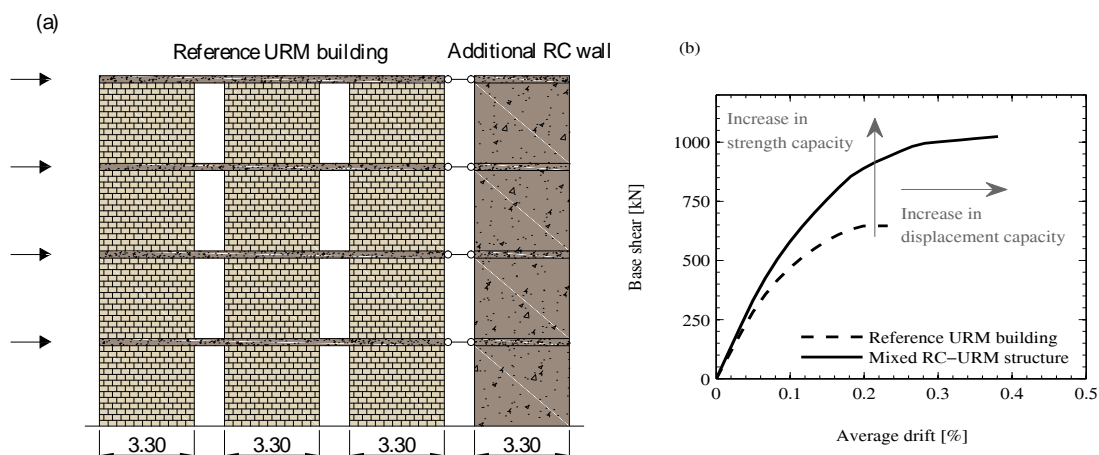 (a)
Reference URM building
Additional RC wall
3.30
3.30
3.30
3.30
(b)
Increase in
strength capacity
Increase in
displacement capacity
Reference URM building
Mixed RC−URM structure
1000
750
500
250
0
0
0.1
0.2
0.3
0.4
0.5
Base shear [kN]
Average drift [%]